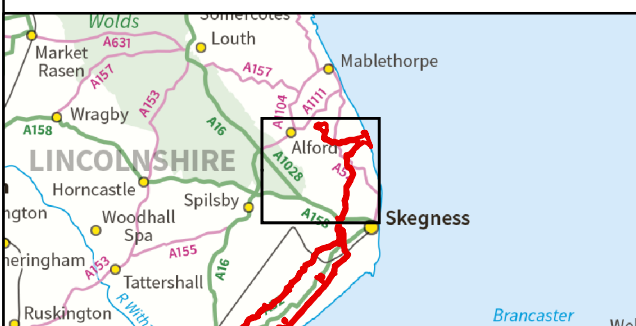 Somercotes
Wolds
A631
Louth
Market
Rasen
Mablethorpe
A157
A157
A153
A1104
A1111
Wragby
A158
A16
Alford
LINCOLNSHIRE
A1028
Horncastle
Spilsby
A158
Skegness
Woodhall
Spa
A155
A153
A16
Tattershall
Ruskington
Brancaster